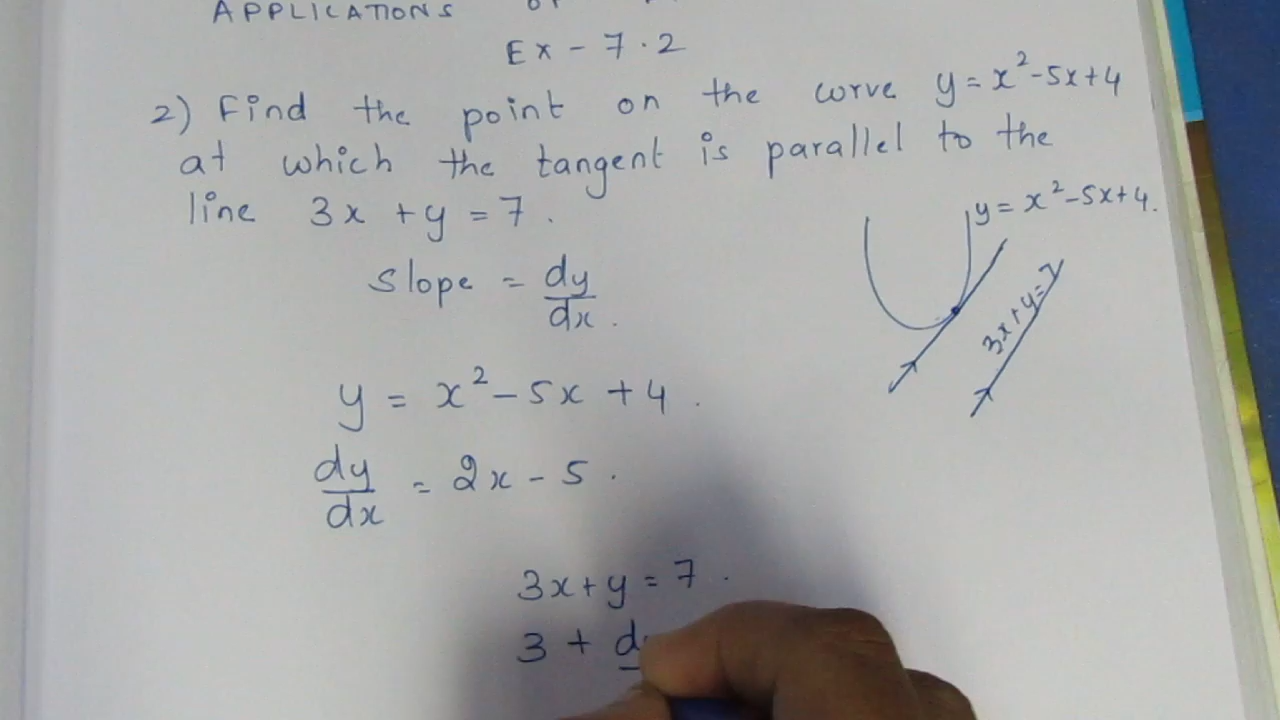 APPLICATIONS
Ex - 7.2
2) Find the point on the curve y = x² - 5x + 4
at which the tangent is parallel to the
line 3x + y = 7.
y = x² - 5x + 4.
3x + y = 7
slope = dy/dx.
y = x² - 5x + 4.
dy/dx = 2x - 5.
3x + y = 7.
3 + d